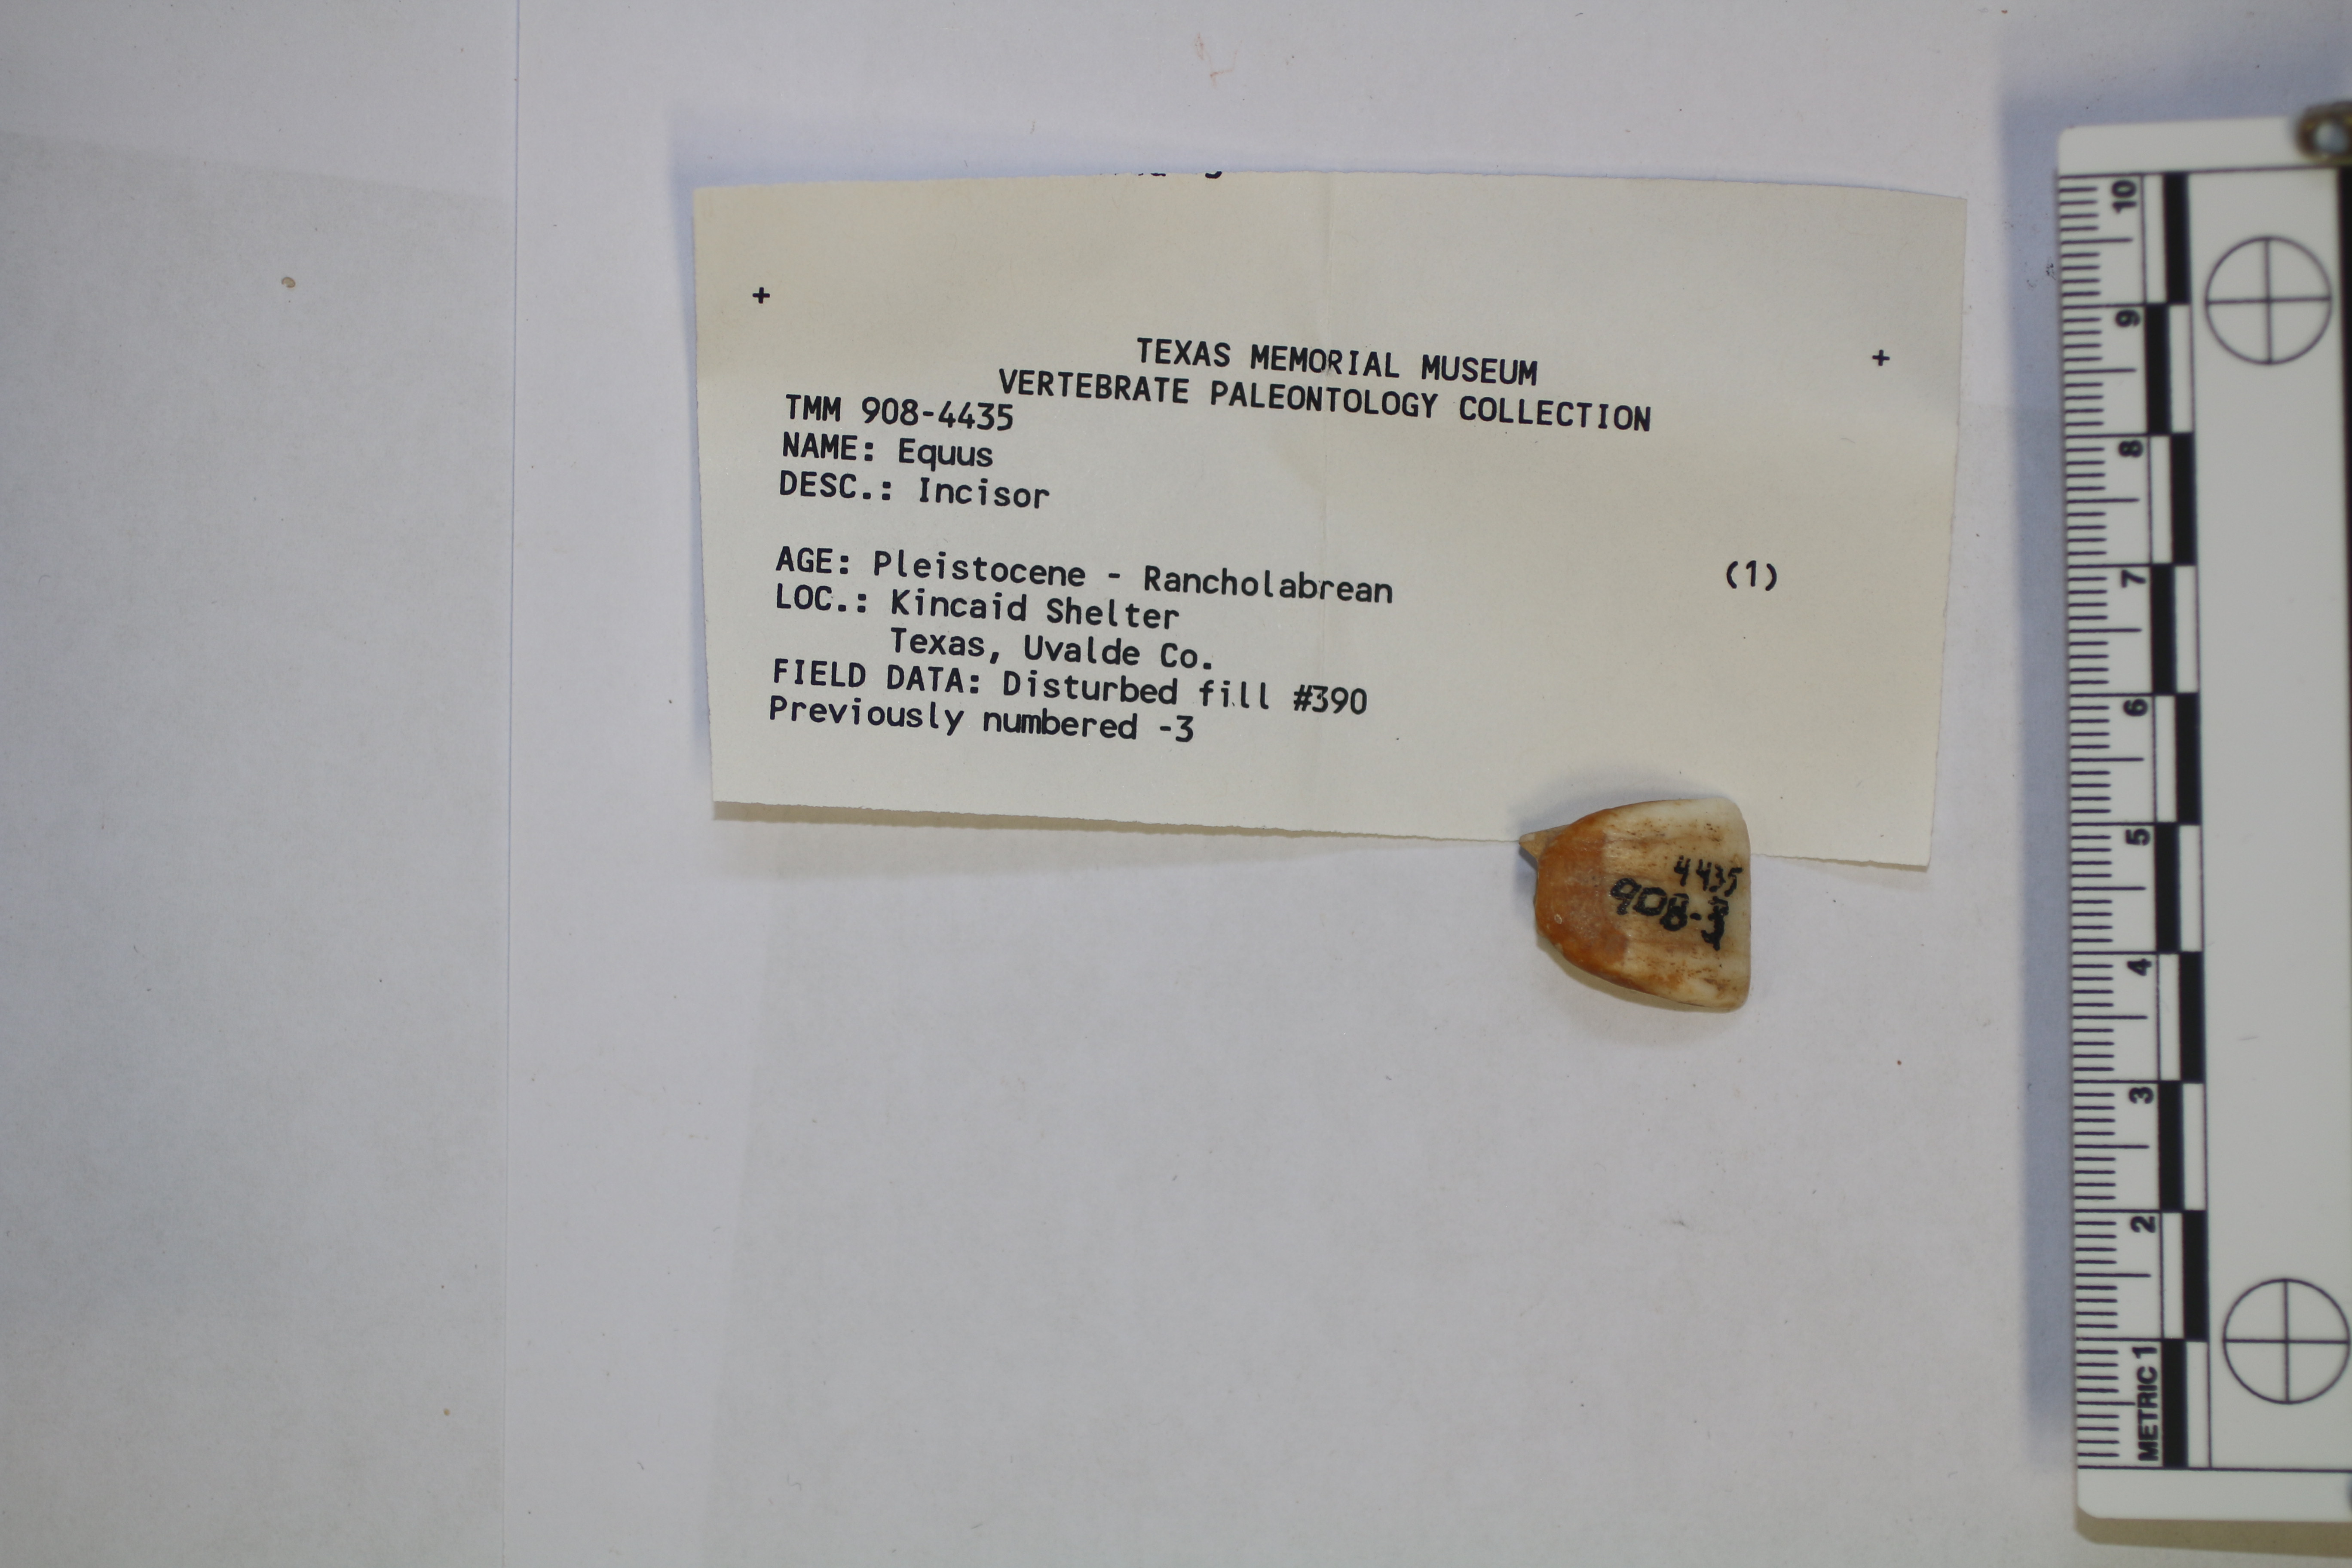 +
+
TEXAS MEMORIAL MUSEUM
VERTEBRATE PALEONTOLOGY COLLECTION
TMM 908-4435
NAME: Equus
DESC.: Incisor
AGE: Pleistocene - Rancholabrean (1)
LOC.: Kincaid Shelter
Texas, Uvalde Co.
FIELD DATA: Disturbed fill #390
Previously numbered -3
4435
908-
10
9
8
7
6
5
4
3
2
METRIC 1